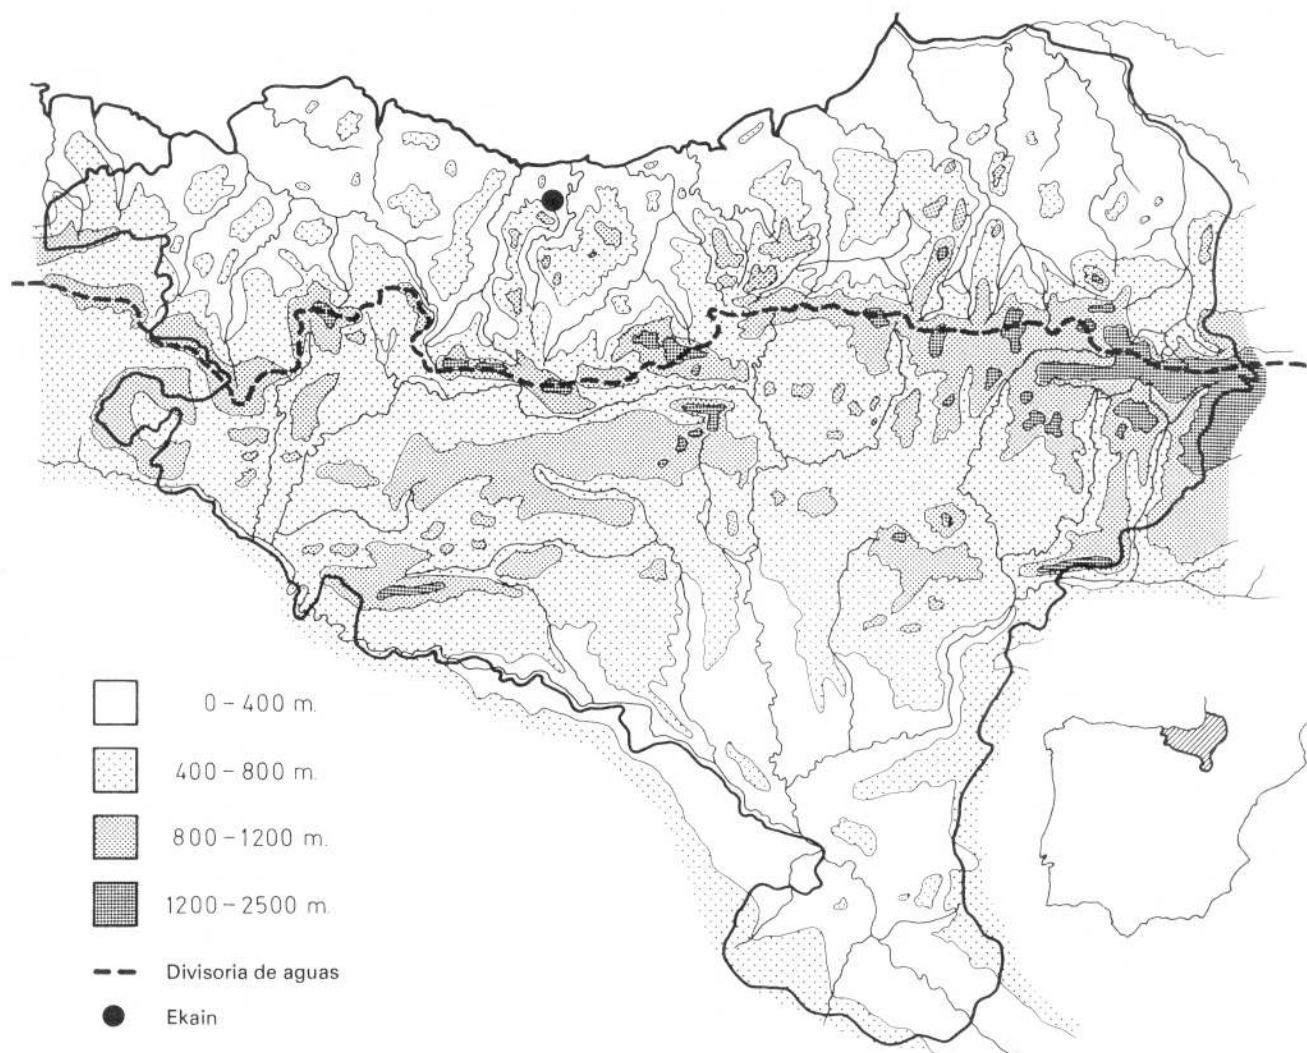 0-400 m.
400-800 m.
800-1200 m.
1200-2500 m.
Divisoria de aguas
Ekain